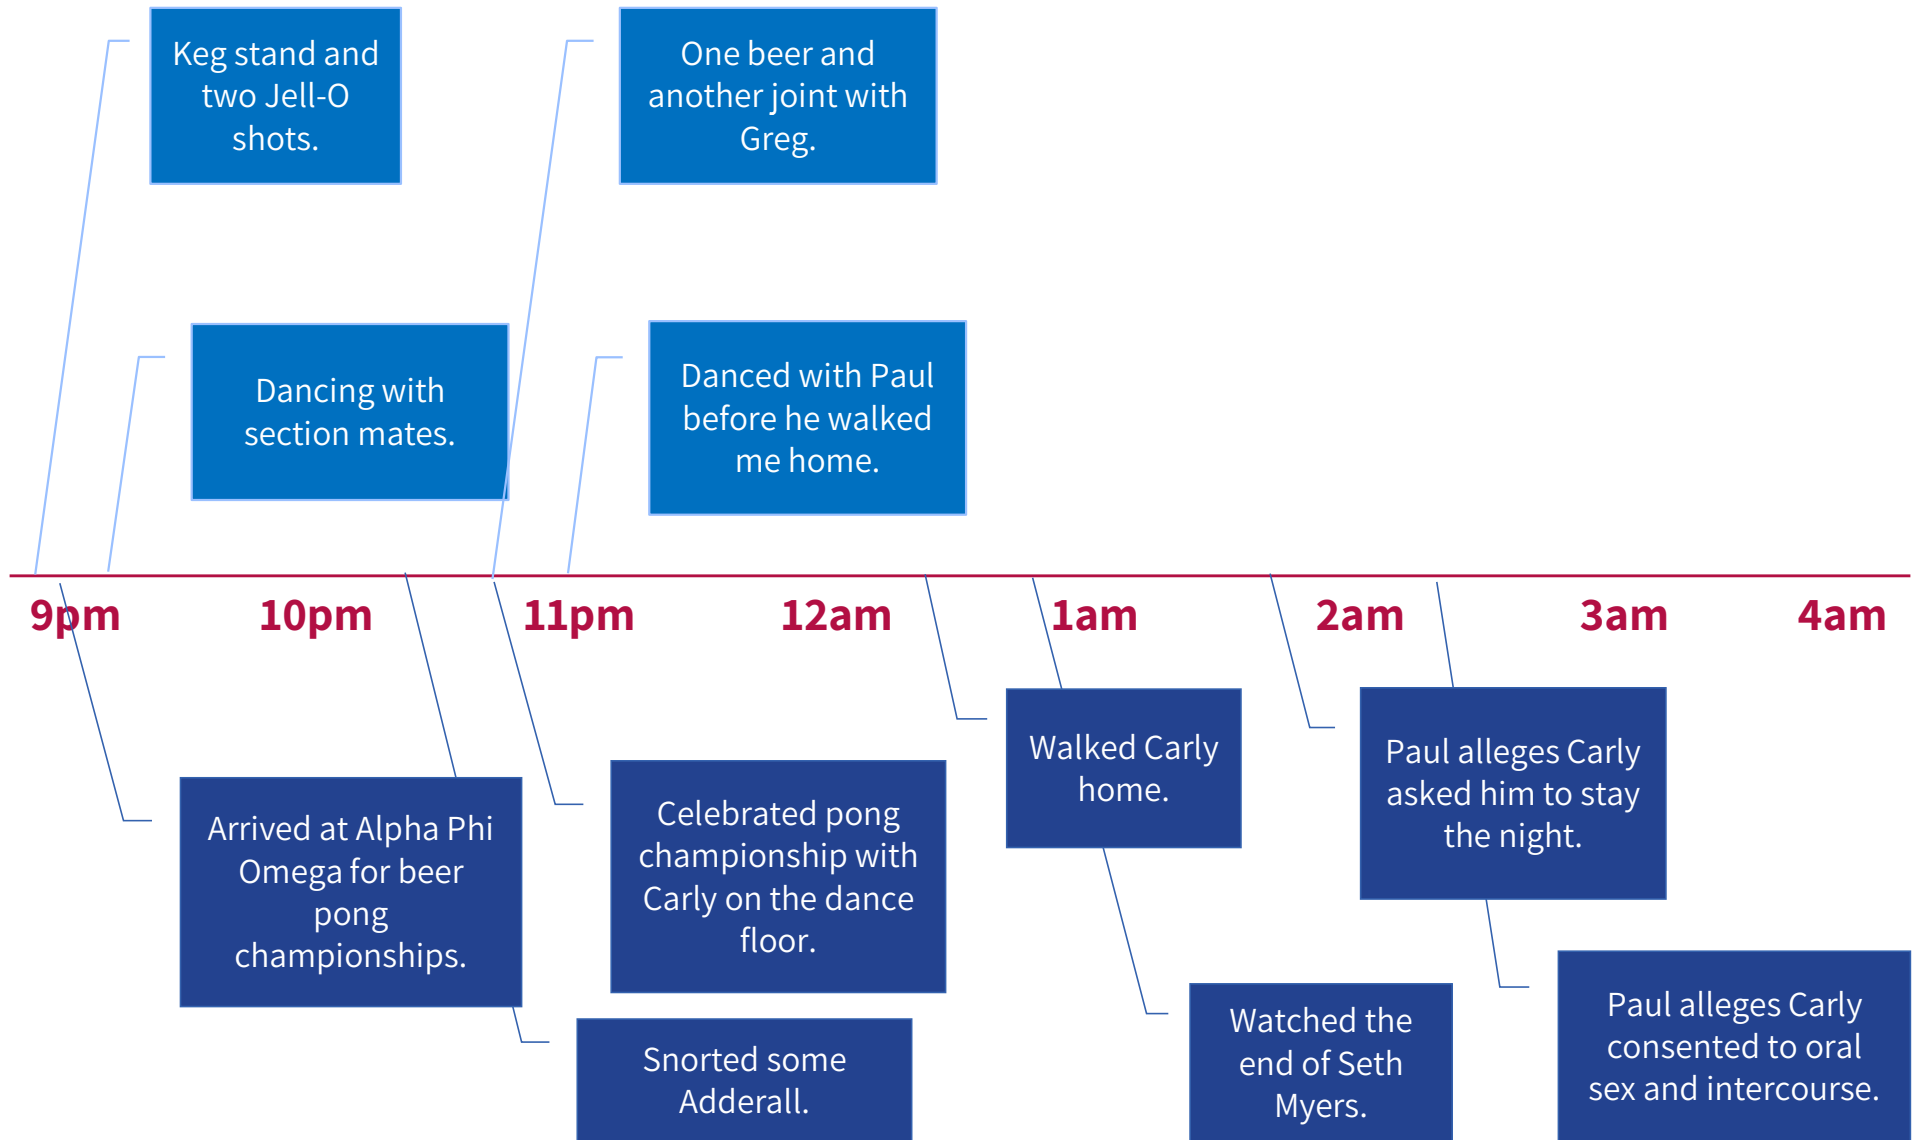 Keg stand and
two Jell-O
shots.
One beer and
another joint with
Greg.
Dancing with
section mates.
Danced with Paul
before he walked
me home.
9pm 10pm 11pm 12am 1am 2am 3am 4am
Arrived at Alpha Phi
Omega for beer
pong
championships.
Celebrated pong
championship with
Carly on the dance
floor.
Walked Carly
home.
Paul alleges Carly
asked him to stay
the night.
Snorted some
Adderall.
Watched the
end of Seth
Myers.
Paul alleges Carly
consented to oral
sex and intercourse.